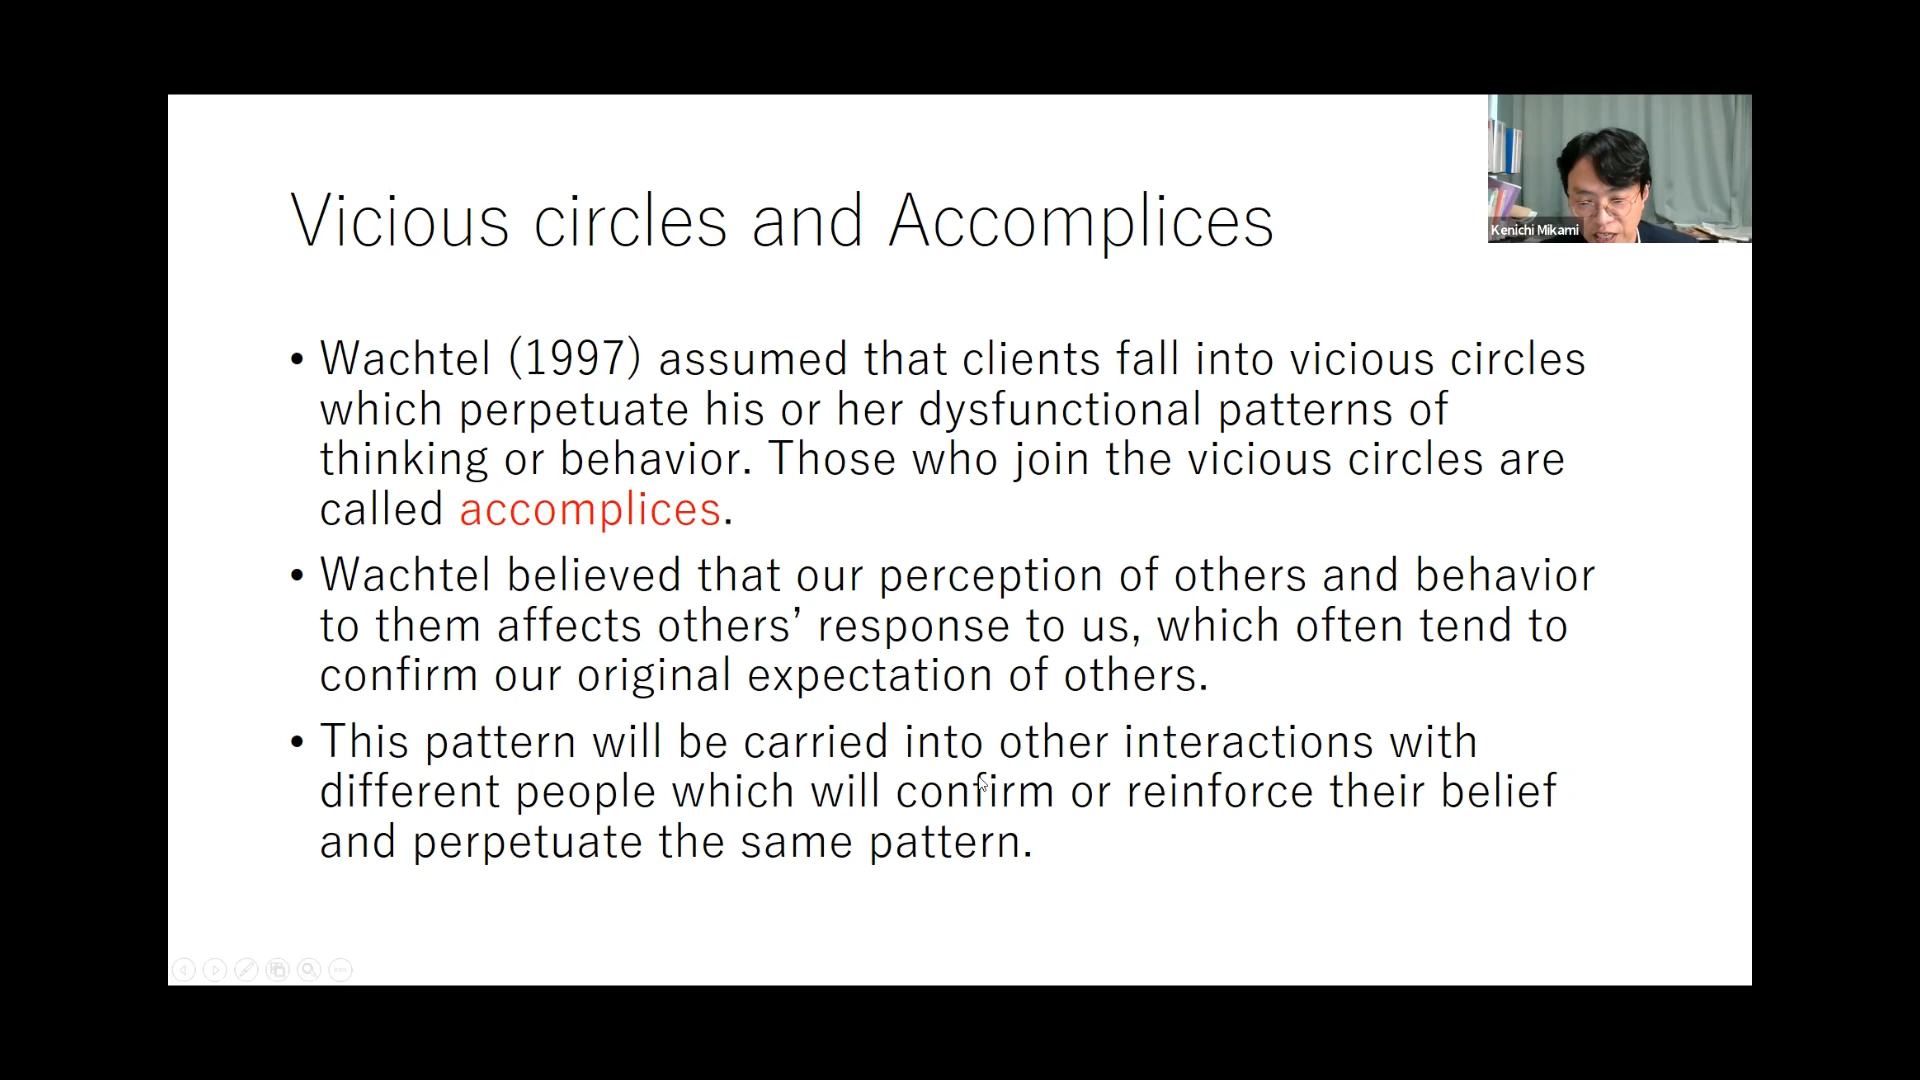 Vicious circles and Accomplices
Kenichi Mikami
• Wachtel (1997) assumed that clients fall into vicious circles
which perpetuate his or her dysfunctional patterns of
thinking or behavior. Those who join the vicious circles are
called accomplices.
• Wachtel believed that our perception of others and behavior
to them affects others’ response to us, which often tend to
confirm our original expectation of others.
• This pattern will be carried into other interactions with
different people which will confirm or reinforce their belief
and perpetuate the same pattern.